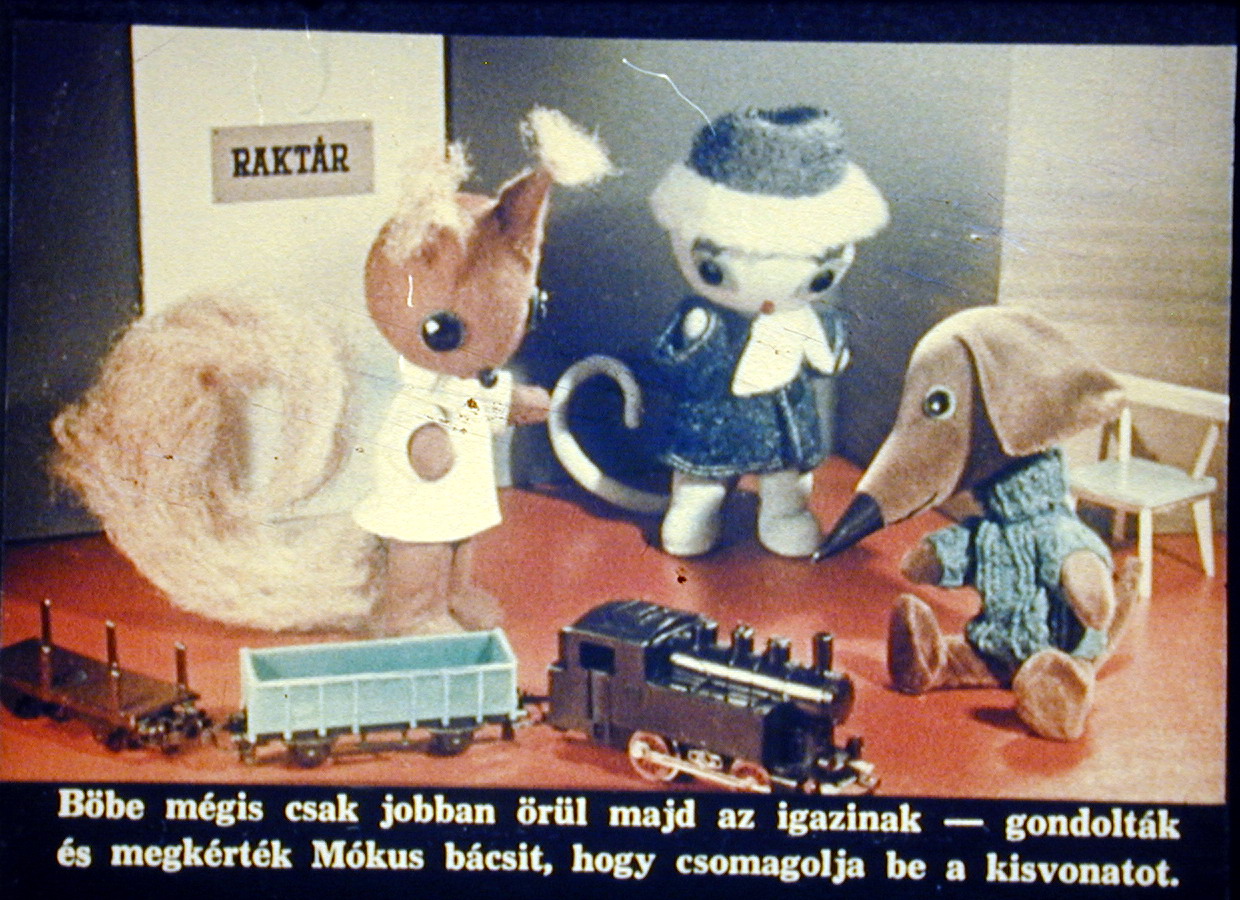 RAKTÁR
Böbe mégis csak jobban örül majd az igazinak — gondolták
és megkérték Mókus bácsit, hogy csomagolja be a kisvonatot.